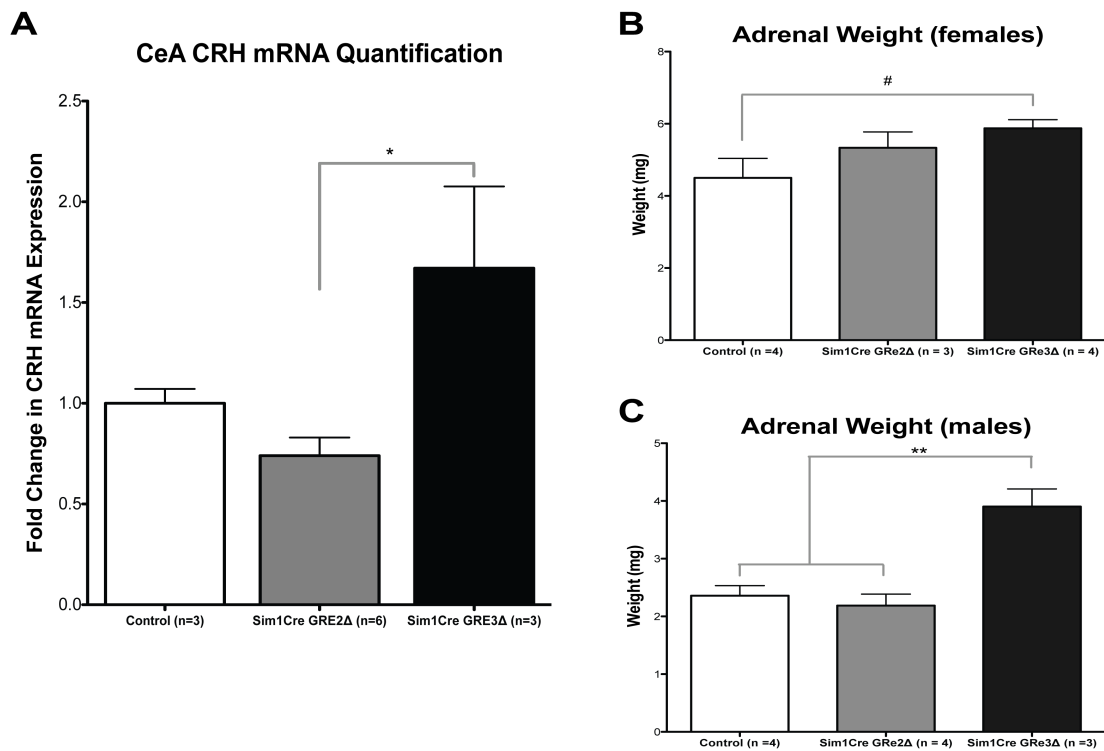 A
CeA CRH mRNA Quantification
Fold Change in CRH mRNA Expression
2.5
2.0
1.5
1.0
0.5
0.0
*
Control (n=3)
Sim1Cre GRE2Δ (n=6)
Sim1Cre GRE3Δ (n=3)
B
Adrenal Weight (females)
Weight (mg)
8
6
4
2
0
#
Control (n =4)
Sim1Cre GRe2Δ (n = 3)
Sim1Cre GRe3Δ (n = 4)
C
Adrenal Weight (males)
Weight (mg)
5
4
3
2
1
0
**
Control (n =4)
Sim1Cre GRe2Δ (n = 4)
Sim1Cre GRe3Δ (n =3)